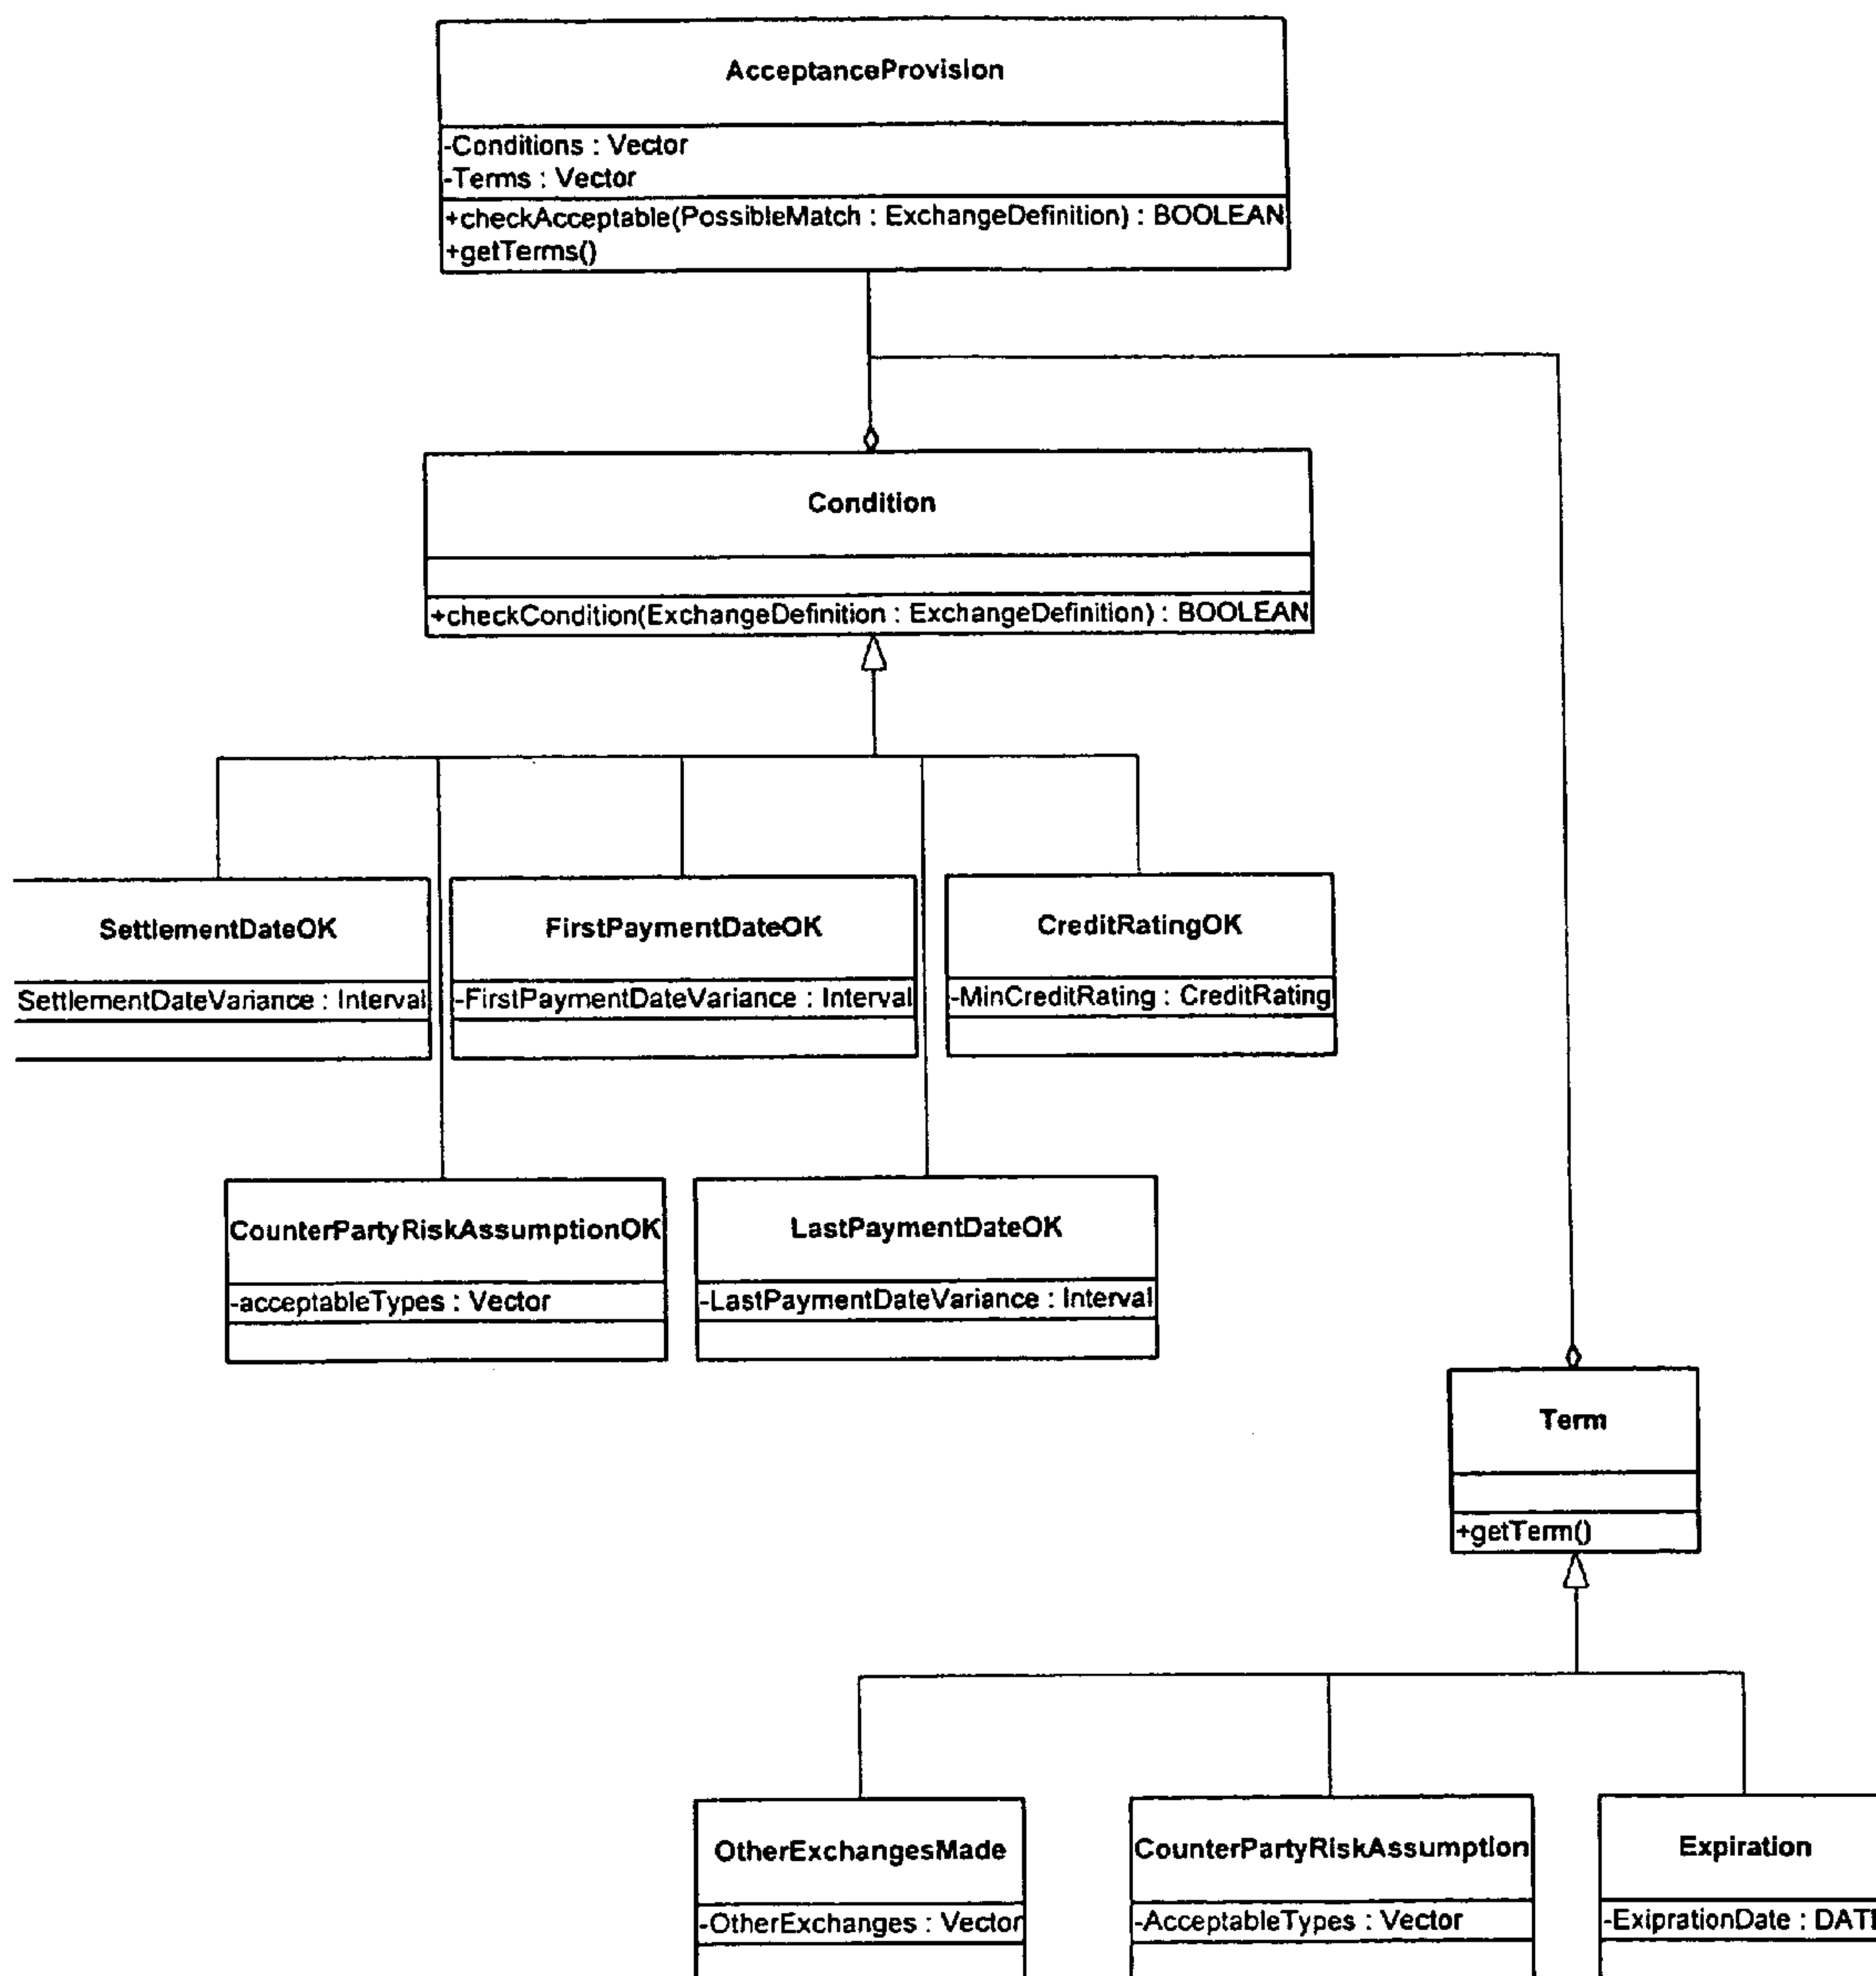 AcceptanceProvision
-Conditions : Vector
-Terms : Vector
+checkAcceptable(PossibleMatch : ExchangeDefinition) : BOOLEAN
+getTerms()
Condition
+checkCondition(ExchangeDefinition : ExchangeDefinition) : BOOLEAN
SettlementDateOK
SettlementDateVariance : Interval
FirstPaymentDateOK
-FirstPaymentDateVariance : Interval
CreditRatingOK
-MinCreditRating : CreditRating
CounterPartyRiskAssumptionOK
-acceptableTypes : Vector
LastPaymentDateOK
-LastPaymentDateVariance : Interval
Term
+getTerm()
OtherExchangesMade
-OtherExchanges : Vector
CounterPartyRiskAssumption
-AcceptableTypes : Vector
Expiration
-ExiprationDate : DATE